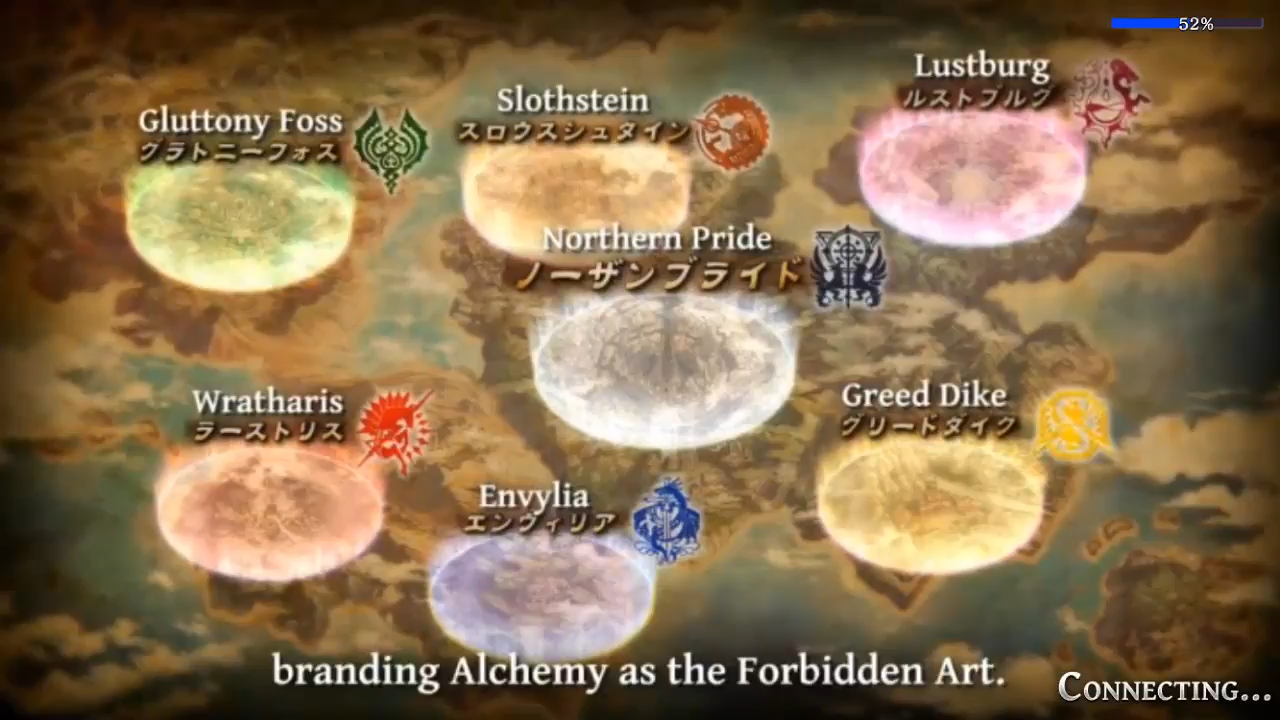 52%
Lustburg
ルストブルグ
Slothstein
スロウスシュタイン
Gluttony Foss
グラトニーフォス
Northern Pride
ノーザンプライド
Greed Dike
グリードダイク
Wratharis
ラーストリス
Envylia
エンヴィリア
branding Alchemy as the Forbidden Art.
CONNECTING...